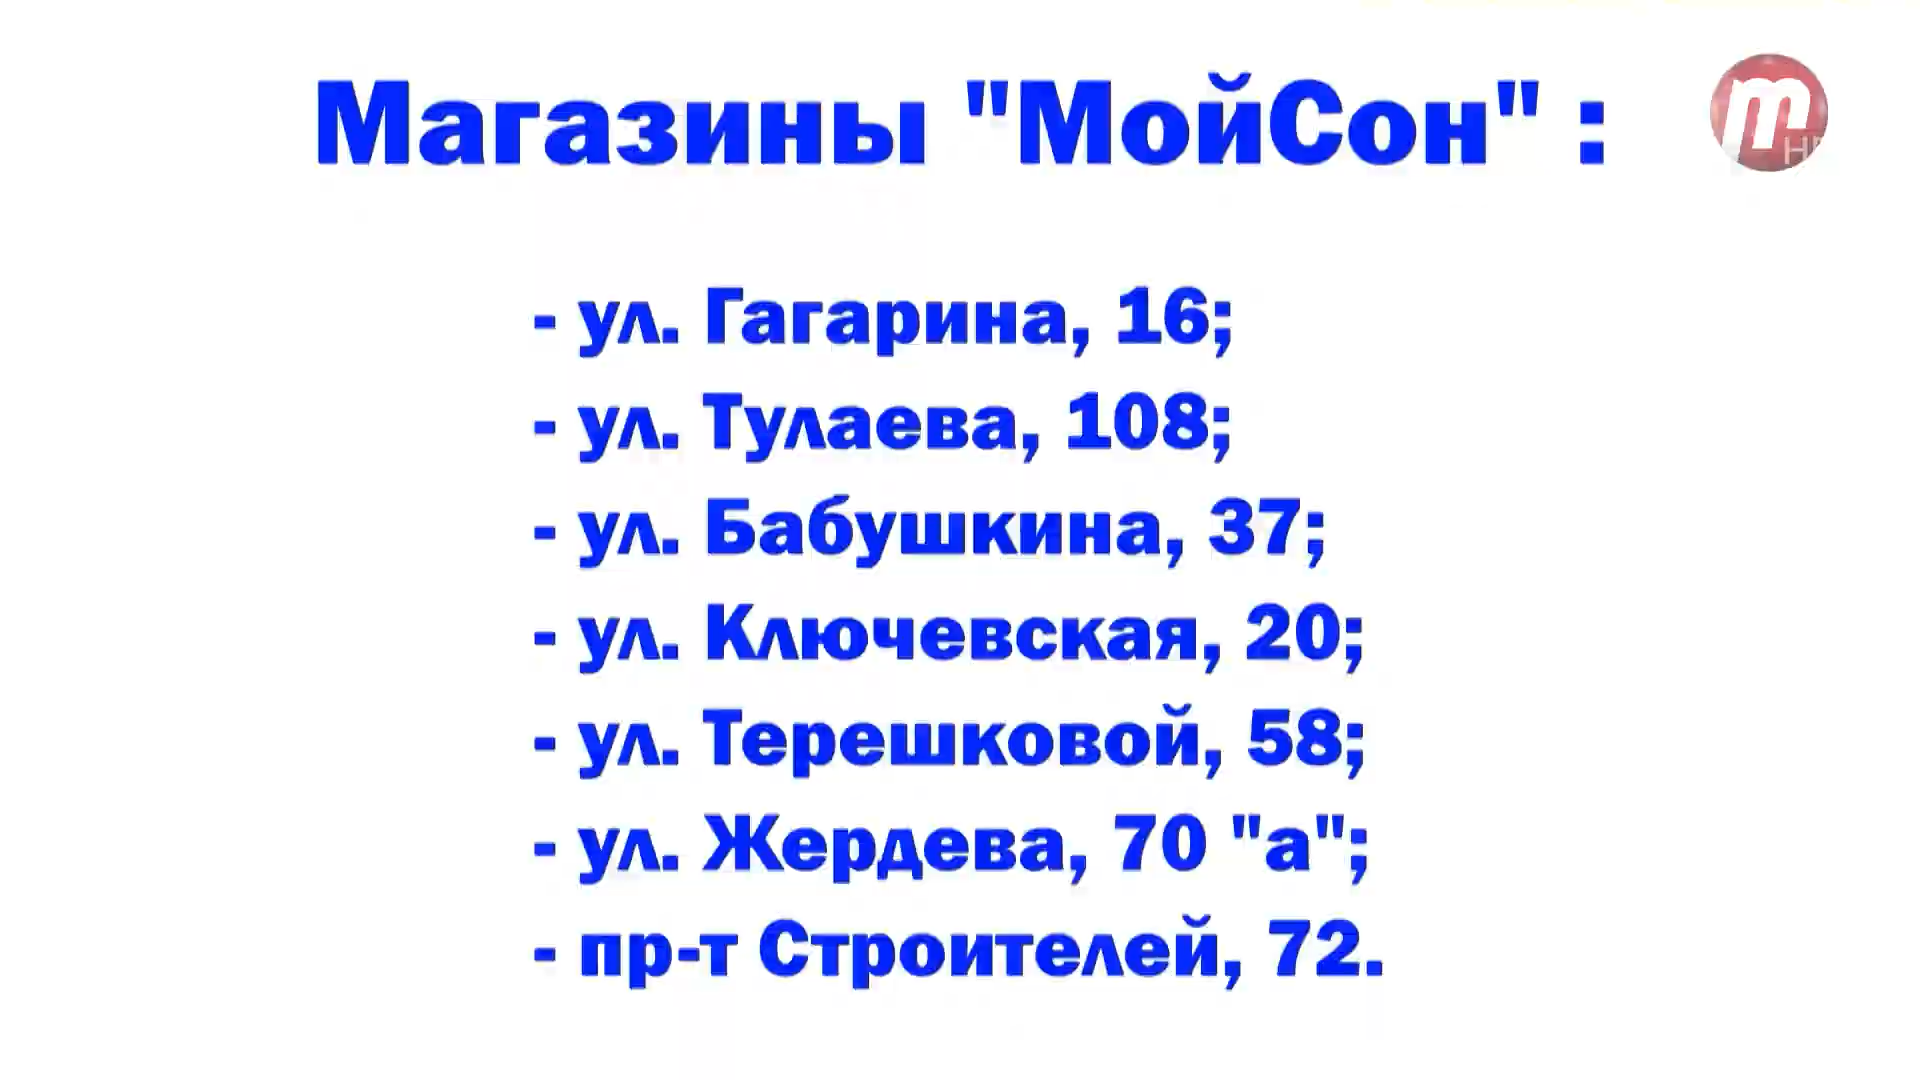 Магазины "МойСон" :
m
HD
- ул. Гагарина, 16;
- ул. Тулаева, 108;
- ул. Бабушкина, 37;
- ул. Ключевская, 20;
- ул. Терешковой, 58;
- ул. Жердева, 70 "а";
- пр-т Строителей, 72.